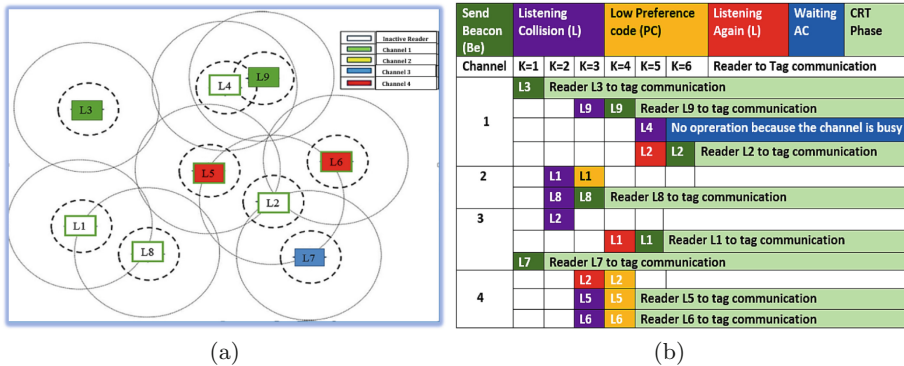 Inactive Reader
Channel 1
Channel 2
Channel 3
Channel 4
L9
L4
L3
L6
L5
L2
L1
L8
L7
(a)
Send Beacon (Be)
Listening Collision (L)
Low Preference code (PC)
Listening Again (L)
Waiting AC
CRT Phase
Channel K=1 K=2 K=3 K=4 K=5 K=6 Reader to Tag communication
1
L3 Reader L3 to tag communication
L9 L9 Reader L9 to tag communication
L4 No opreration because the channel is busy
L2 L2 Reader L2 to tag communication
2
L1 L1
L8 L8 Reader L8 to tag communication
3
L2
L1 L1 Reader L1 to tag communication
L7 Reader L7 to tag communication
4
L2 L2
L5 L5 Reader L5 to tag communication
L6 L6 Reader L6 to tag communication
(b)